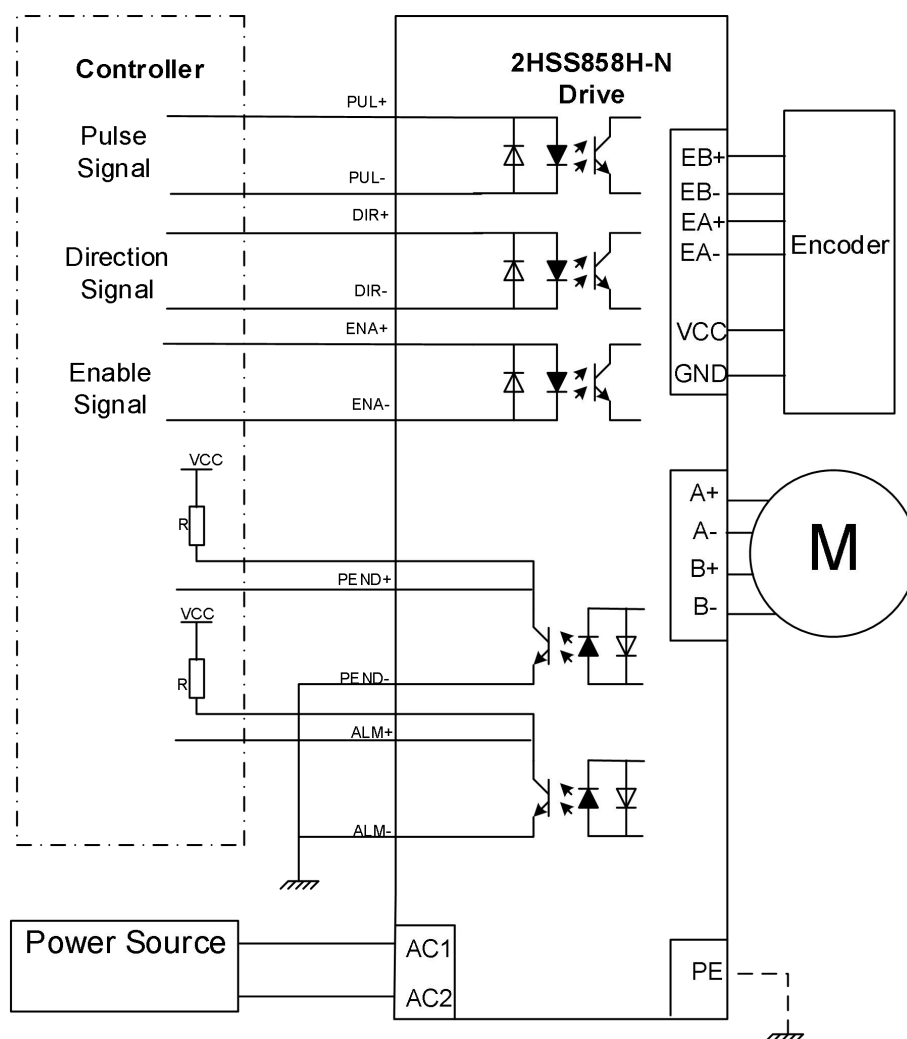 Controller
2HSS858H-N
Drive
PUL+
Pulse
Signal
PUL-
DIR+
Direction
Signal
DIR-
ENA+
Enable
Signal
ENA-
EB+
EB-
EA+
EA-
VCC
GND
Encoder
VCC
R
PEND+
VCC
R
PEND-
ALM+
ALM-
A+
A-
B+
B-
M
Power Source
AC1
AC2
PE